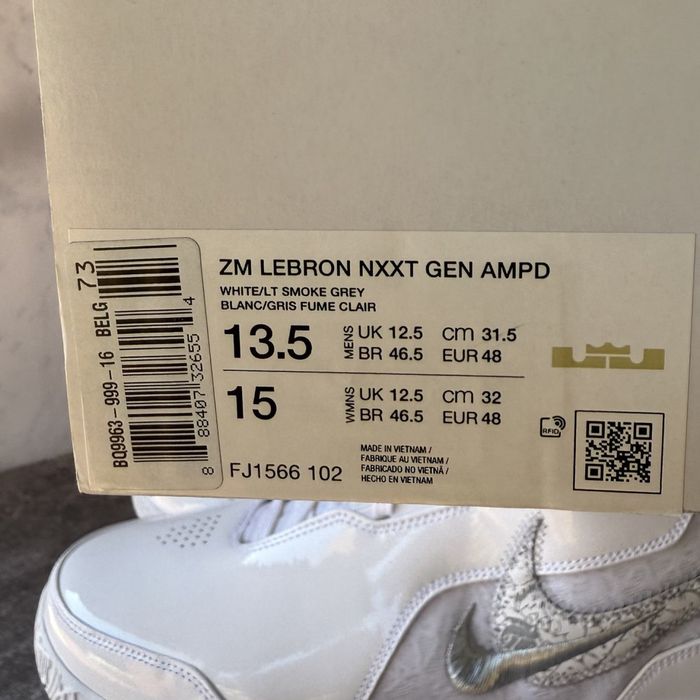 BQ9963-999-16 BELG 73
8 88407 32655 4
ZM LEBRON NXXT GEN AMPD
WHITE/LT SMOKE GREY
BLANC/GRIS FUME CLAIR
13.5 MENS UK 12.5 CM 31.5
BR 46.5 EUR 48
15 WMNS UK 12.5 CM 32
BR 46.5 EUR 48
RFID
FJ1566 102
MADE IN VIETNAM /
FABRIQUE AU VIETNAM /
FABRICADO NO VIETNÃ /
HECHO EN VIETNAM